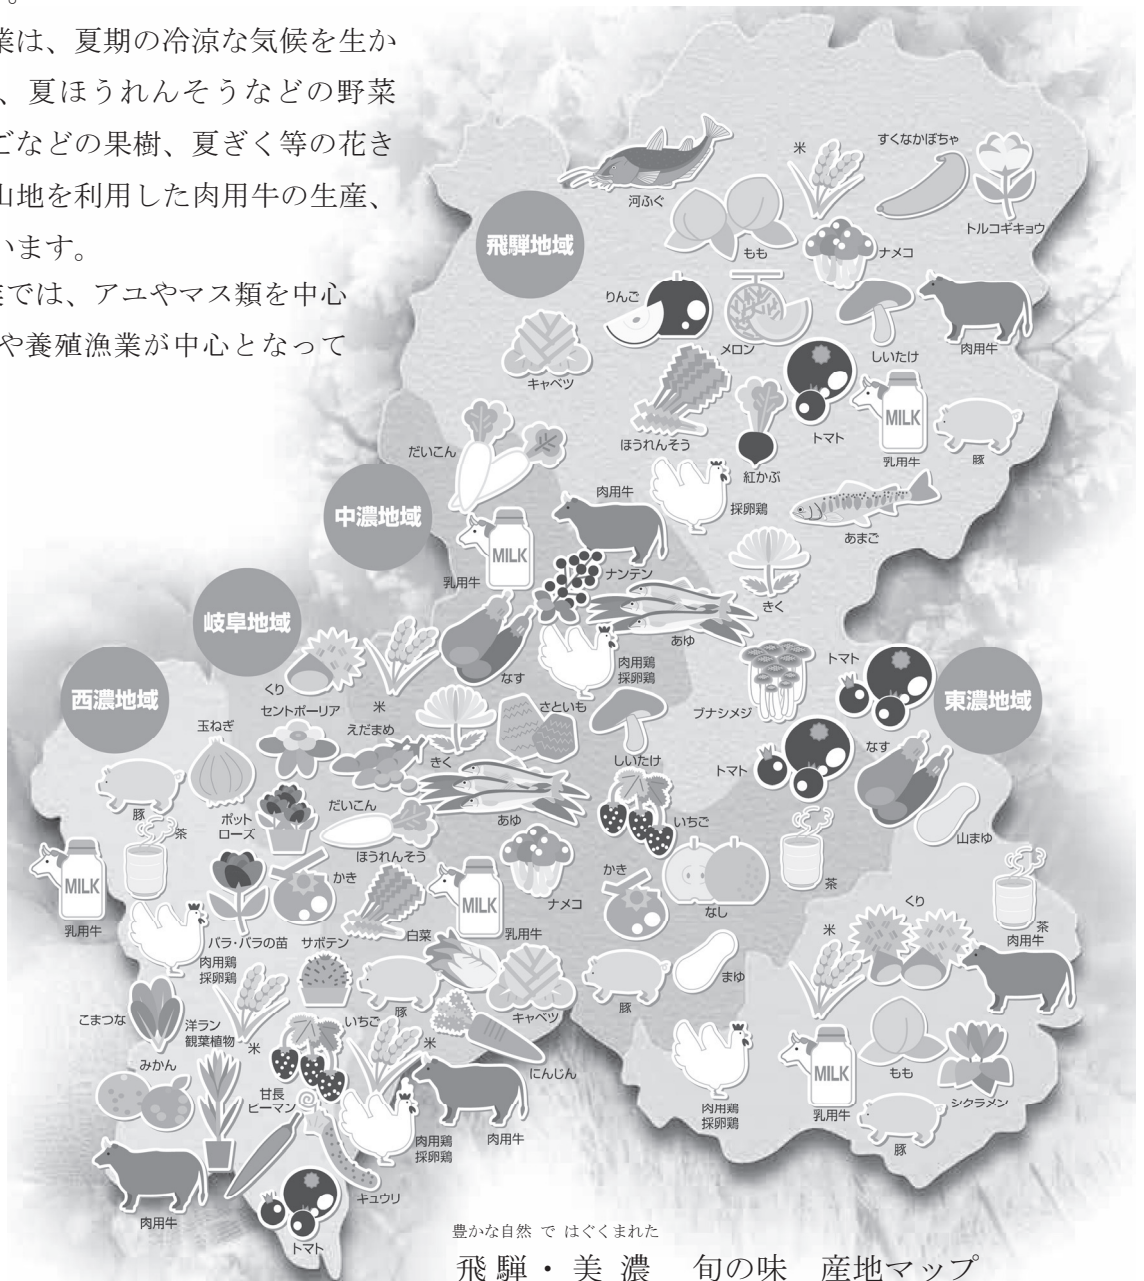 。
業は、夏期の冷涼な気候を生か
、夏ほうれんそうなどの野菜
ごなどの果樹、夏ぎく等の花き
山地を利用した肉用牛の生産、
います。
業では、アユやマス類を中心
や養殖漁業が中心となって
飛騨地域
河ふぐ
もも
米
すくなかぼちゃ
トルコギキョウ
ナメコ
りんご
メロン
しいたけ
肉用牛
キャベツ
ほうれんそう
紅かぶ
トマト
MILK
乳用牛
豚
採卵鶏
あまご
きく
中濃地域
だいこん
MILK
乳用牛
肉用牛
ナンテン
あゆ
なす
肉用鶏
採卵鶏
さといも
しいたけ
ブナシメジ
トマト
トマト
いちご
なし
かき
茶
まゆ
豚
肉用鶏
採卵鶏
岐阜地域
くり
米
セントポーリア
えだまめ
きく
あゆ
だいこん
ほうれんそう
ポット
ローズ
かき
MILK
乳用牛
ナメコ
白菜
キャベツ
バラ・バラの苗
サボテン
豚
いちご
米
にんじん
肉用牛
肉用鶏
採卵鶏
キュウリ
西濃地域
玉ねぎ
豚
茶
MILK
乳用牛
肉用鶏
採卵鶏
こまつな
洋ラン
観葉植物
米
みかん
甘長
ピーマン
肉用牛
トマト
東濃地域
なす
山まゆ
茶
くり
米
肉用牛
もも
シクラメン
MILK
乳用牛
豚
豊かな自然 で はぐくまれた
飛騨・美濃 旬の味 産地マップ